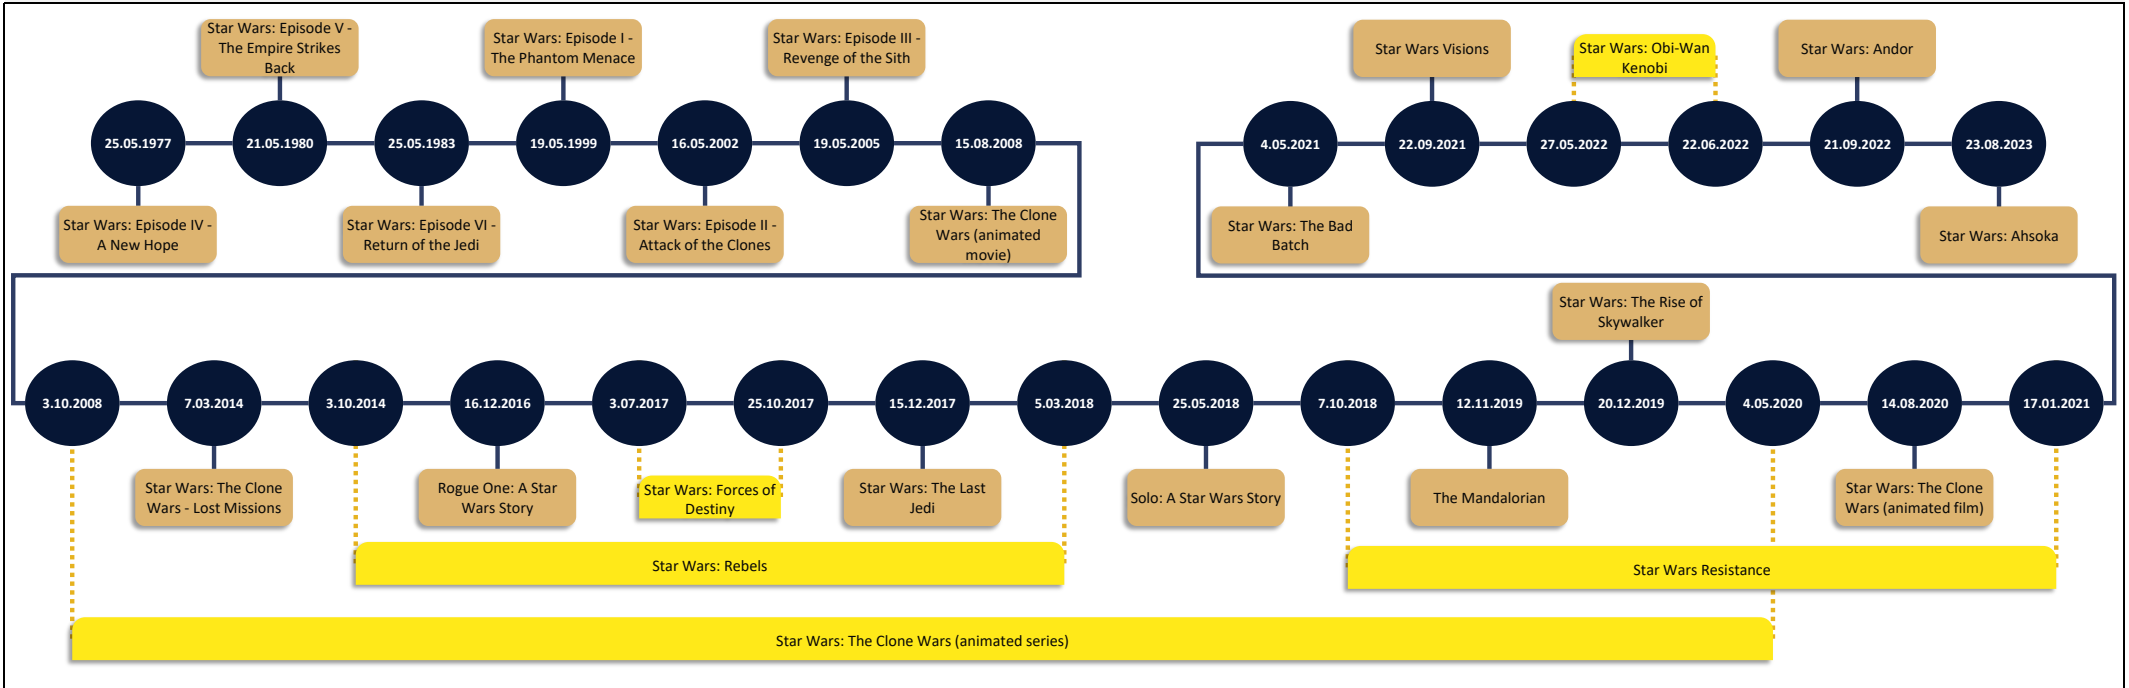 Star Wars: Episode V -
The Empire Strikes
Back
Star Wars: Episode I -
The Phantom Menace
Star Wars: Episode III -
Revenge of the Sith
25.05.1977
21.05.1980
25.05.1983
19.05.1999
16.05.2002
19.05.2005
15.08.2008
Star Wars: Episode IV -
A New Hope
Star Wars: Episode VI -
Return of the Jedi
Star Wars: Episode II -
Attack of the Clones
Star Wars: The Clone
Wars (animated
movie)
Star Wars Visions
Star Wars: Obi-Wan
Kenobi
Star Wars: Andor
4.05.2021
22.09.2021
27.05.2022
22.06.2022
21.09.2022
23.08.2023
Star Wars: The Bad
Batch
Star Wars: Ahsoka
Star Wars: The Rise of
Skywalker
3.10.2008
7.03.2014
3.10.2014
16.12.2016
3.07.2017
25.10.2017
15.12.2017
5.03.2018
25.05.2018
7.10.2018
12.11.2019
20.12.2019
4.05.2020
14.08.2020
17.01.2021
Star Wars: The Clone
Wars - Lost Missions
Rogue One: A Star
Wars Story
Star Wars: Forces of
Destiny
Star Wars: The Last
Jedi
Solo: A Star Wars Story
The Mandalorian
Star Wars: The Clone
Wars (animated film)
Star Wars: Rebels
Star Wars Resistance
Star Wars: The Clone Wars (animated series)